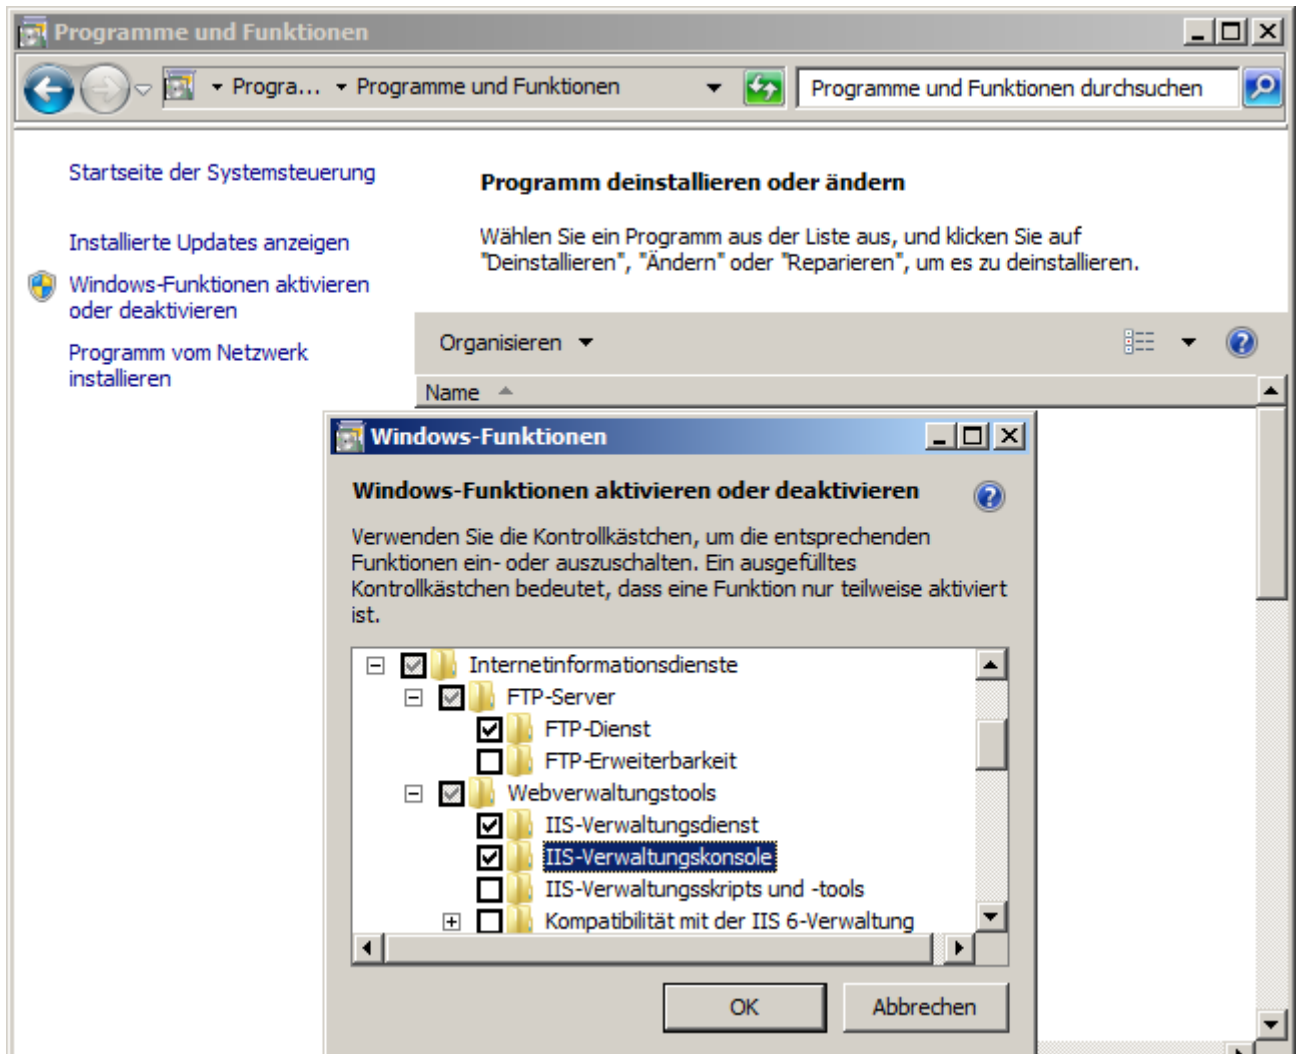 Programme und Funktionen
Progra... Programme und Funktionen
Programme und Funktionen durchsuchen
Startseite der Systemsteuerung
Installierte Updates anzeigen
Windows-Funktionen aktivieren
oder deaktivieren
Programm vom Netzwerk
installieren
Programm deinstallieren oder ändern
Wählen Sie ein Programm aus der Liste aus, und klicken Sie auf
"Deinstallieren", "Ändern" oder "Reparieren", um es zu deinstallieren.
Organisieren
Name
Windows-Funktionen
Windows-Funktionen aktivieren oder deaktivieren
Verwenden Sie die Kontrollkästchen, um die entsprechenden
Funktionen ein- oder auszuschalten. Ein ausgefülltes
Kontrollkästchen bedeutet, dass eine Funktion nur teilweise aktiviert
ist.
Internetinformationsdienste
FTP-Server
FTP-Dienst
FTP-Erweiterbarkeit
Webverwaltungstools
IIS-Verwaltungsdienst
IIS-Verwaltungskonsole
IIS-Verwaltungsskripts und -tools
Kompatibilität mit der IIS 6-Verwaltung
OK
Abbrechen